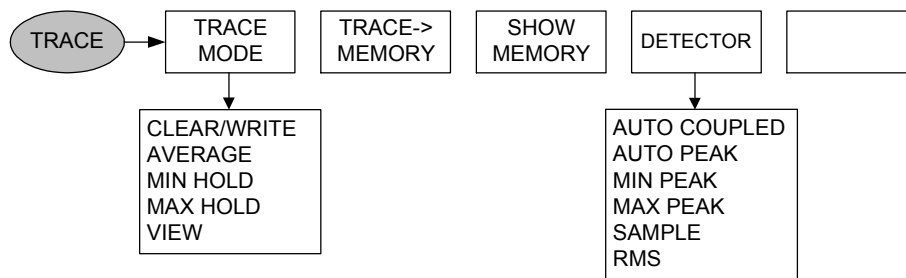 TRACE
TRACE
MODE
TRACE->
MEMORY
SHOW
MEMORY
DETECTOR
CLEAR/WRITE
AVERAGE
MIN HOLD
MAX HOLD
VIEW
AUTO COUPLED
AUTO PEAK
MIN PEAK
MAX PEAK
SAMPLE
RMS